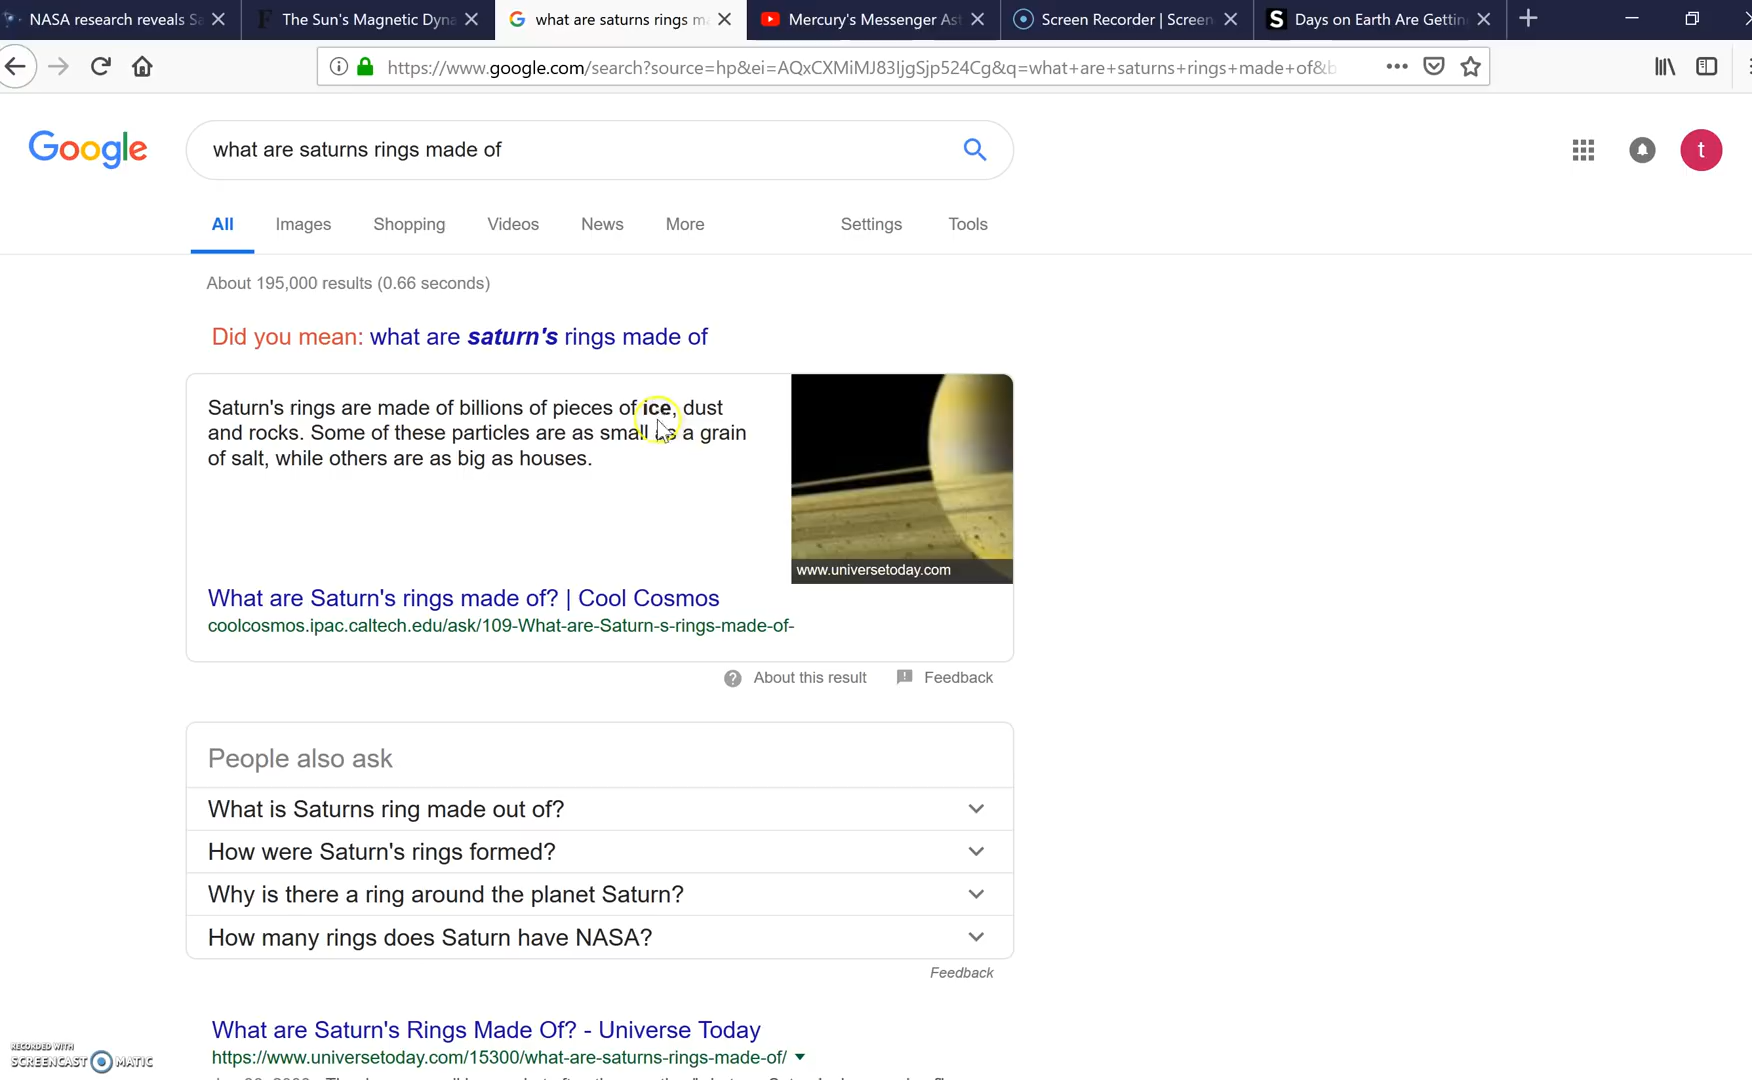 NASA research reveals Sa
The Sun's Magnetic Dyna
what are saturns rings m
Mercury's Messenger Ast
Screen Recorder | Screen
Days on Earth Are Gettin
https://www.google.com/search?source=hp&ei=AQxCXMiMJ83IjgSjp524Cg&q=what+are+saturns+rings+made+of&b
Google
what are saturns rings made of
t
All Images Shopping Videos News More Settings Tools
About 195,000 results (0.66 seconds)
Did you mean: what are saturn's rings made of
Saturn's rings are made of billions of pieces of ice, dust
and rocks. Some of these particles are as small as a grain
of salt, while others are as big as houses.
www.universetoday.com
What are Saturn's rings made of? | Cool Cosmos
coolcosmos.ipac.caltech.edu/ask/109-What-are-Saturn-s-rings-made-of-
About this result Feedback
People also ask
What is Saturns ring made out of?
How were Saturn's rings formed?
Why is there a ring around the planet Saturn?
How many rings does Saturn have NASA?
Feedback
What are Saturn's Rings Made Of? - Universe Today
https://www.universetoday.com/15300/what-are-saturns-rings-made-of/
RECORDED WITH
SCREENCAST MATIC